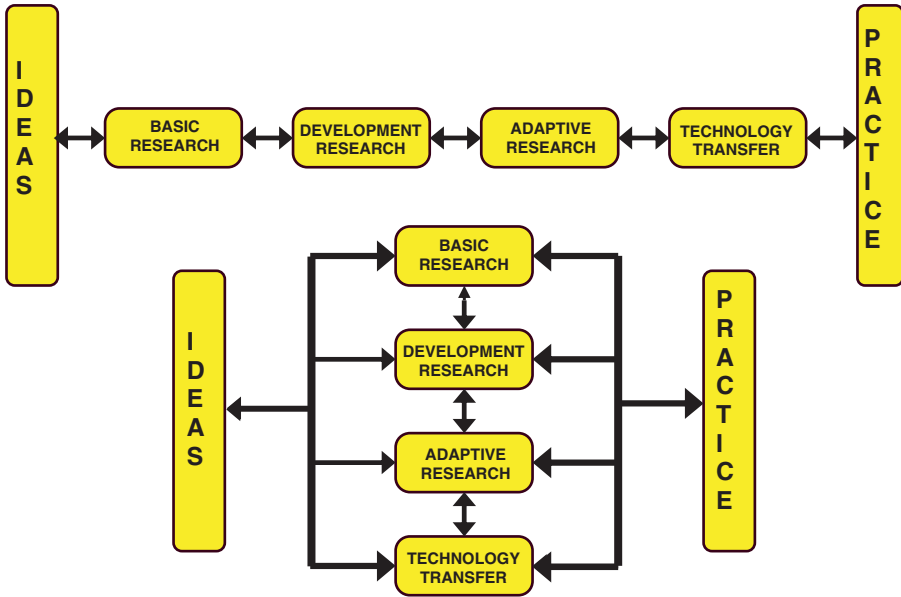 IDEAS
BASIC
RESEARCH
DEVELOPMENT
RESEARCH
ADAPTIVE
RESEARCH
TECHNOLOGY
TRANSFER
PRACTICE
IDEAS
BASIC
RESEARCH
DEVELOPMENT
RESEARCH
ADAPTIVE
RESEARCH
TECHNOLOGY
TRANSFER
PRACTICE